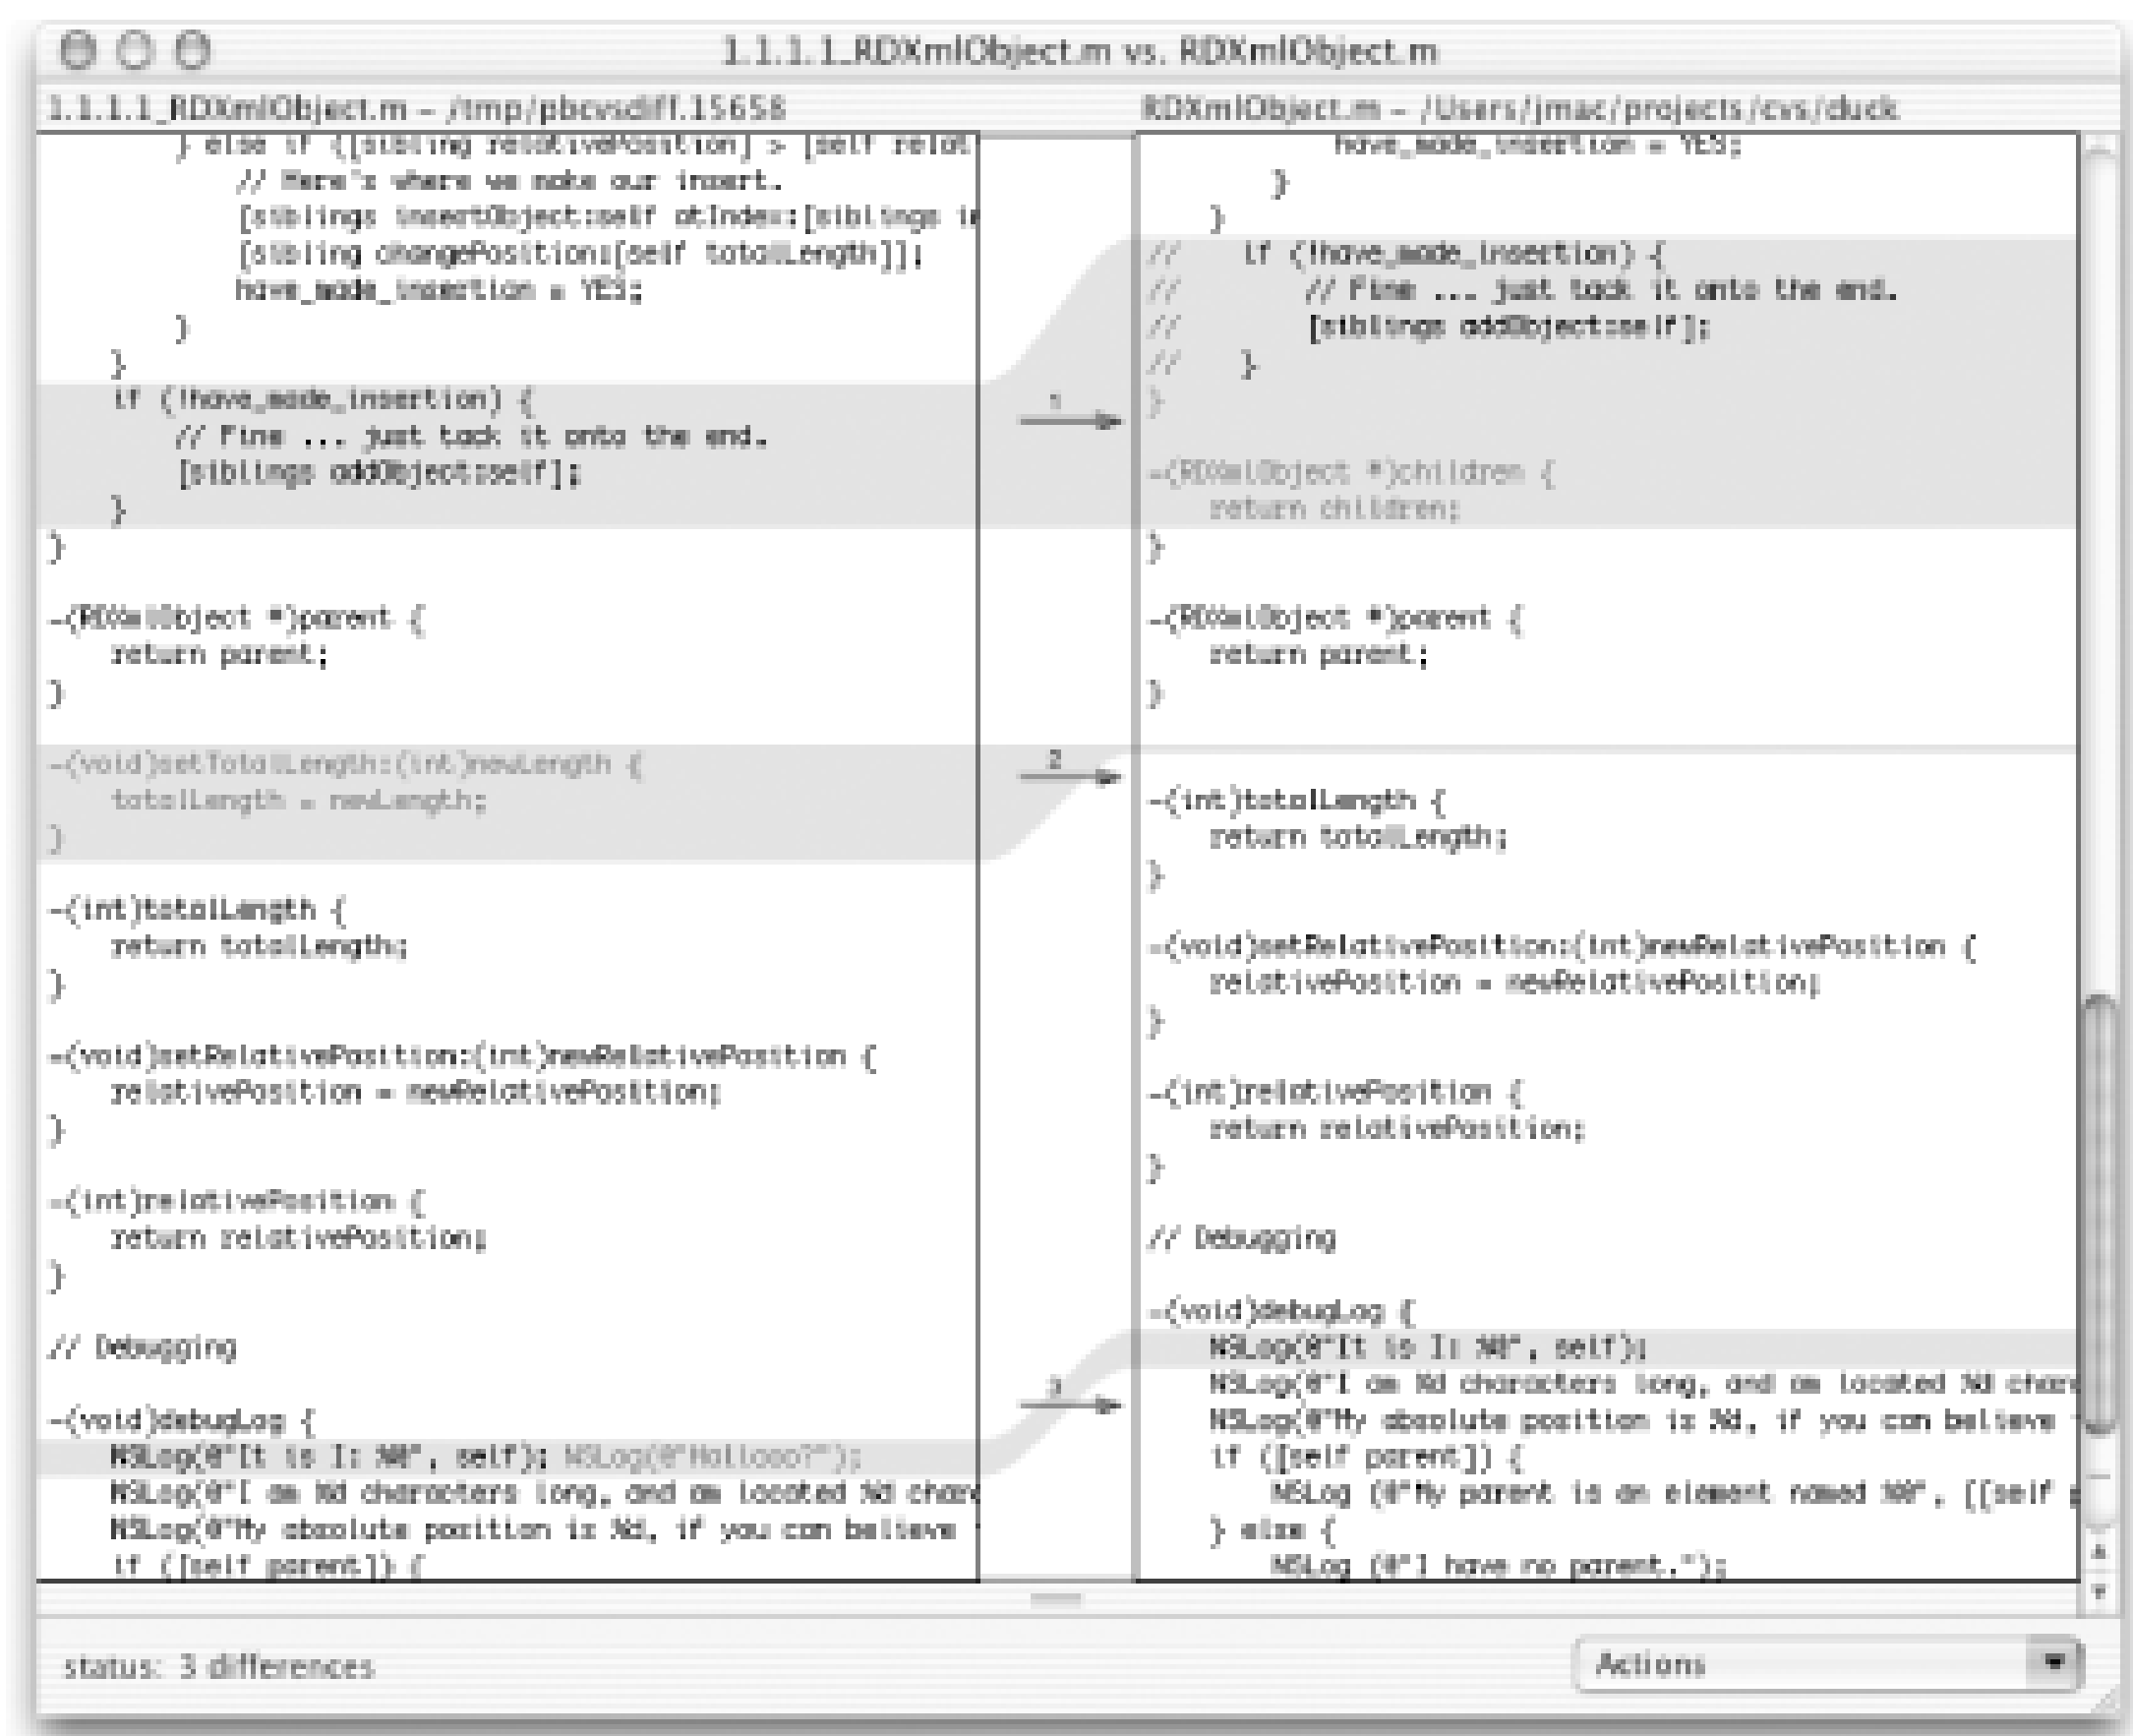 1.1.1.1_RDXmlObject.m vs. RDXmlObject.m
1.1.1.1_RDXmlObject.m – /tmp/pbcvsdiff.15658
} else if ([sibling relativePosition] > [self relat
// Here's where we make our insert.
[siblings insertObject:self atIndex:[siblings in
[sibling changePosition:[self totalLength]];
have_made_insertion = YES;
}
}
if (!have_made_insertion) {
// Fine ... just tack it onto the end.
[siblings addObject:self];
}
}
-(RDXmlObject *)parent {
return parent;
}
-(void)setTotalLength:(int)newLength {
totalLength = newLength;
}
-(int)totalLength {
return totalLength;
}
-(void)setRelativePosition:(int)newRelativePosition {
relativePosition = newRelativePosition;
}
-(int)relativePosition {
return relativePosition;
}
// Debugging
-(void)debugLog {
NSLog(@"It is I: %@", self); NSLog(@"Hallooo?");
NSLog(@"I am %d characters long, and am located %d chara
NSLog(@"My absolute position is %d, if you can believe
if ([self parent]) {
1
2
3
RDXmlObject.m – /Users/jmac/projects/cvs/duck
have_made_insertion = YES;
}
}
// if (!have_made_insertion) {
// // Fine ... just tack it onto the end.
// [siblings addObject:self];
// }
}
-(RDXmlObject *)children {
return children;
}
-(RDXmlObject *)parent {
return parent;
}
-(int)totalLength {
return totalLength;
}
-(void)setRelativePosition:(int)newRelativePosition {
relativePosition = newRelativePosition;
}
-(int)relativePosition {
return relativePosition;
}
// Debugging
-(void)debugLog {
NSLog(@"It is I: %@", self);
NSLog(@"I am %d characters long, and am located %d chara
NSLog(@"My absolute position is %d, if you can believe
if ([self parent]) {
NSLog (@"My parent is an element named %@", [[self
} else {
NSLog (@"I have no parent.");
status: 3 differences
Actions